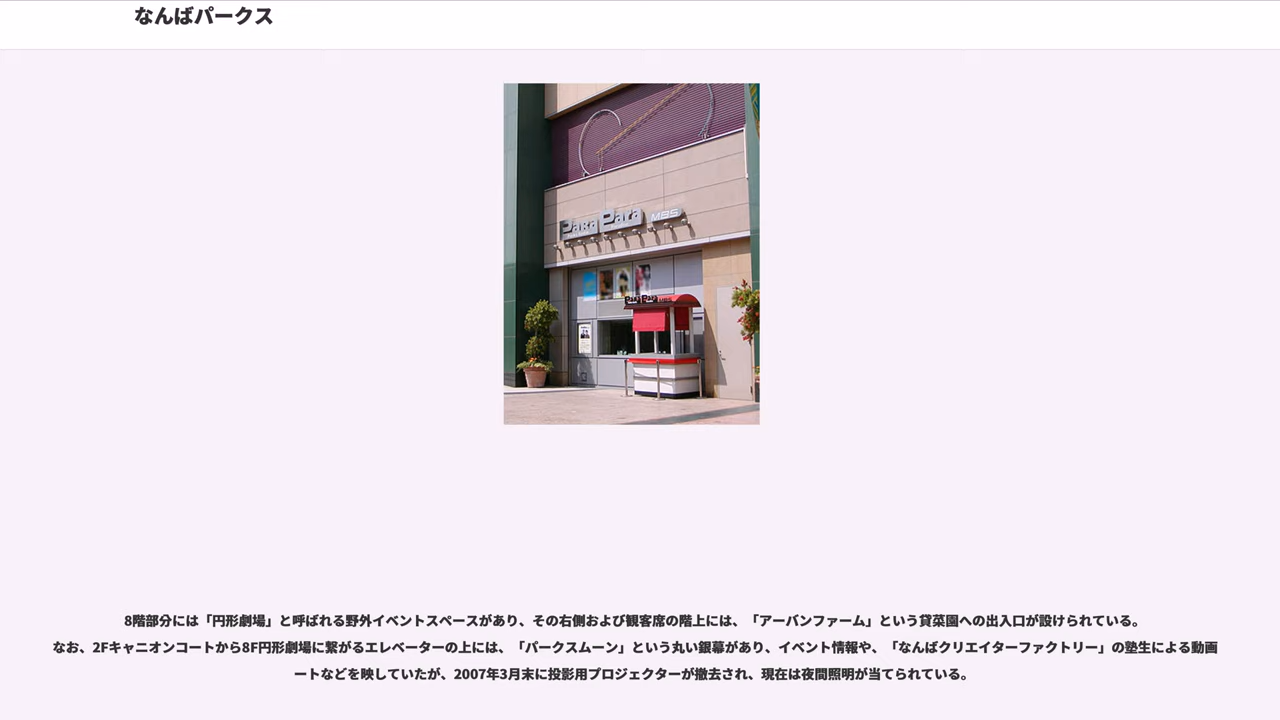 なんばパークス
Para Para MBS
Para Para
8階部分には「円形劇場」と呼ばれる野外イベントスペースがあり、その右側および観客席の階上には、「アーバンファーム」という貸菜園への出入口が設けられている。
なお、2Fキャニオンコートから8F円形劇場に繋がるエレベーターの上には、「パークスムーン」という丸い銀幕があり、イベント情報や、「なんばクリエイターファクトリー」の塾生による動画
ートなどを映していたが、2007年3月末に投影用プロジェクターが撤去され、現在は夜間照明が当てられている。